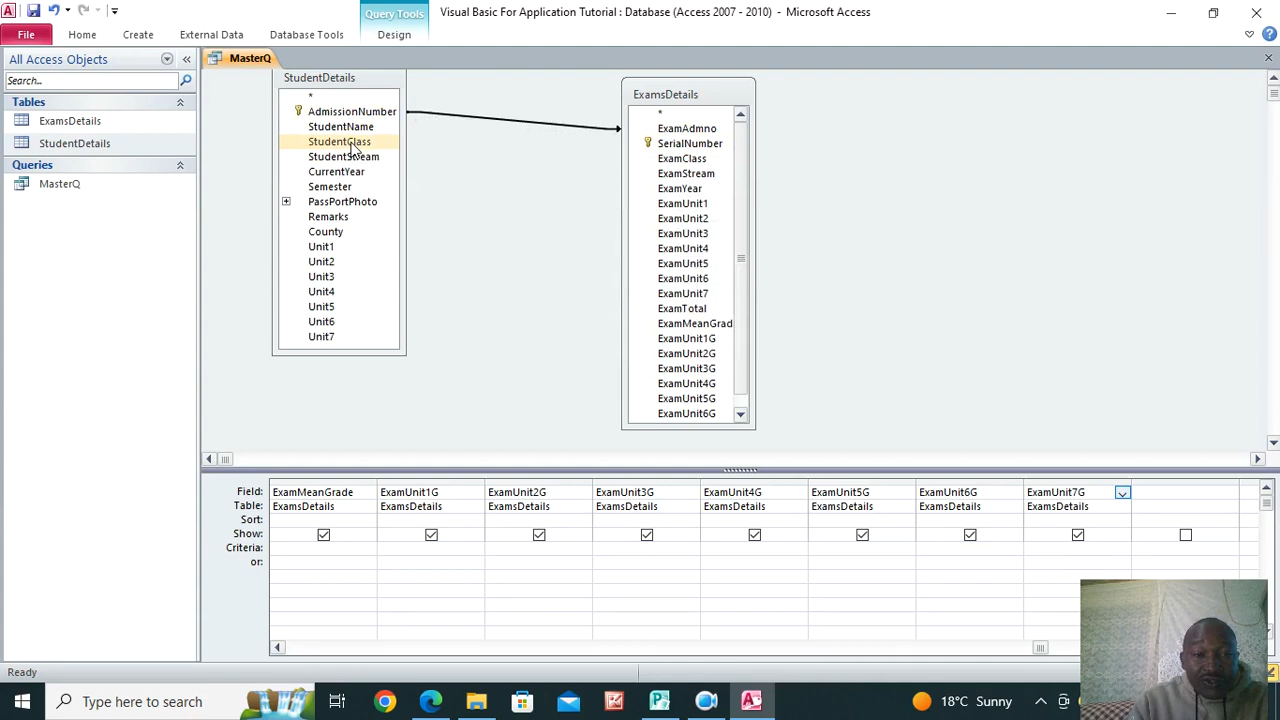 Query Tools
Visual Basic For Application Tutorial : Database (Access 2007 - 2010) - Microsoft Access
File
Home
Create
External Data
Database Tools
Design
All Access Objects
Search...
Tables
ExamsDetails
StudentDetails
Queries
MasterQ
MasterQ
StudentDetails
*
AdmissionNumber
StudentName
StudentClass
StudentStream
CurrentYear
Semester
PassPortPhoto
Remarks
County
Unit1
Unit2
Unit3
Unit4
Unit5
Unit6
Unit7
ExamsDetails
*
ExamAdmno
SerialNumber
ExamClass
ExamStream
ExamYear
ExamUnit1
ExamUnit2
ExamUnit3
ExamUnit4
ExamUnit5
ExamUnit6
ExamUnit7
ExamTotal
ExamMeanGrad
ExamUnit1G
ExamUnit2G
ExamUnit3G
ExamUnit4G
ExamUnit5G
ExamUnit6G
Field: ExamMeanGrade ExamUnit1G ExamUnit2G ExamUnit3G ExamUnit4G ExamUnit5G ExamUnit6G ExamUnit7G
Table: ExamsDetails ExamsDetails ExamsDetails ExamsDetails ExamsDetails ExamsDetails ExamsDetails ExamsDetails
Sort:
Show:
Criteria:
or:
Ready
Type here to search
18°C Sunny